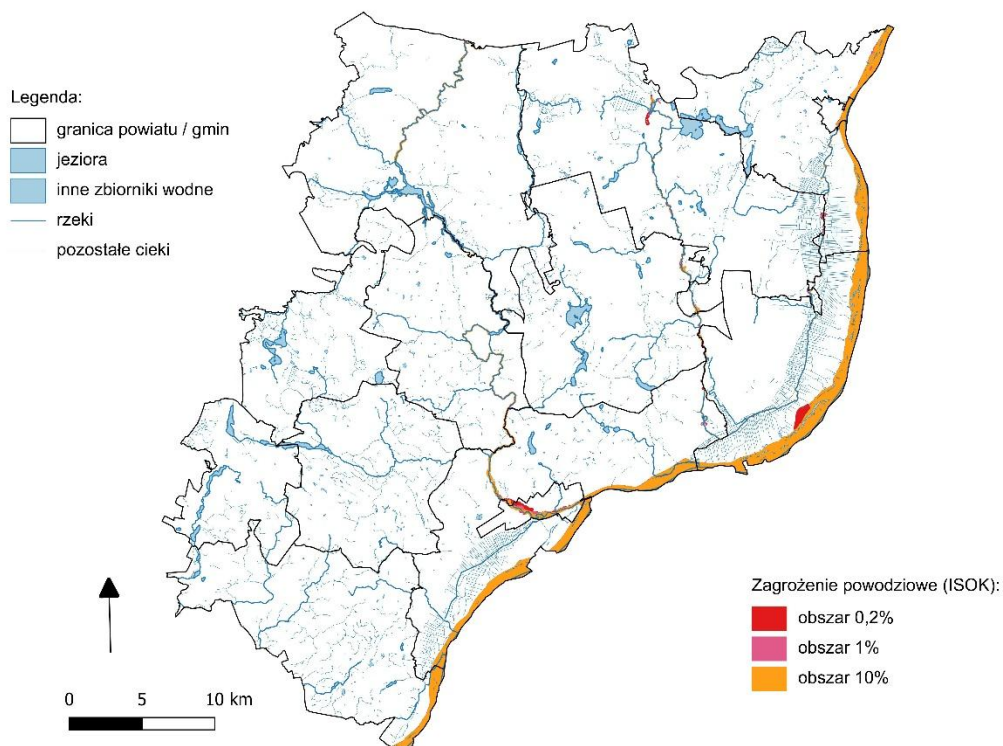 Legenda:
granica powiatu / gmin
jeziora
inne zbiorniki wodne
rzeki
pozostałe cieki
Zagrożenie powodziowe (ISOK):
obszar 0,2%
obszar 1%
obszar 10%
0 5 10 km